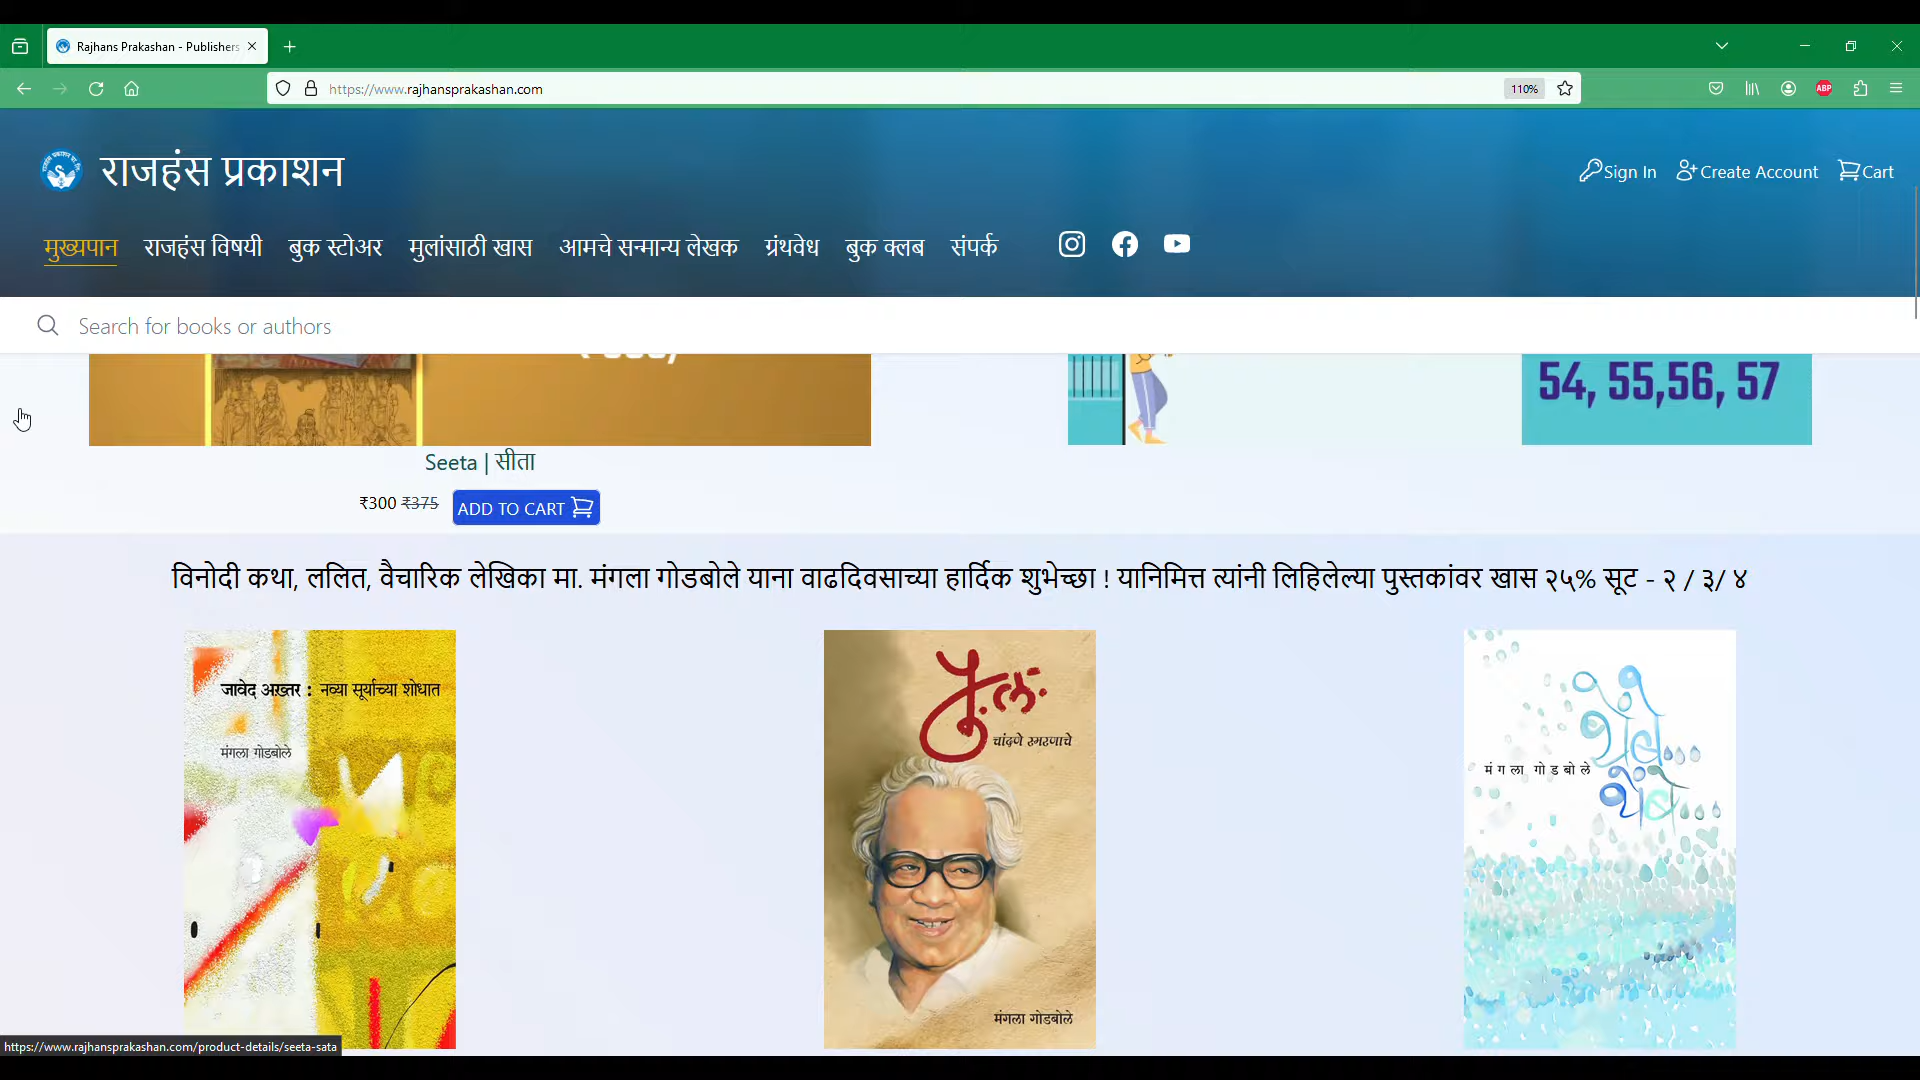 Rajhans Prakashan - Publishers
https://www.rajhansprakashan.com
110%
ABP
राजहंस प्रकाशन
Sign In
Create Account
Cart
मुख्यपान
राजहंस विषयी
बुक स्टोअर
मुलांसाठी खास
आमचे सन्मान्य लेखक
ग्रंथवेध
बुक क्लब
संपर्क
Search for books or authors
54, 55,56, 57
Seeta | सीता
₹300 ₹375
ADD TO CART
विनोदी कथा, ललित, वैचारिक लेखिका मा. मंगला गोडबोले याना वाढदिवसाच्या हार्दिक शुभेच्छा ! यानिमित्त त्यांनी लिहिलेल्या पुस्तकांवर खास २५% सूट - २ / ३/ ४
जावेद अख़्तर : नव्या सूर्याच्या शोधात
मंगला गोडबोले
पु.लं.
चांदणे स्मरणाचे
मंगला गोडबोले
थेंबे...
थेंबे...
मंगला गोडबोले
https://www.rajhansprakashan.com/product-details/seeta-sata